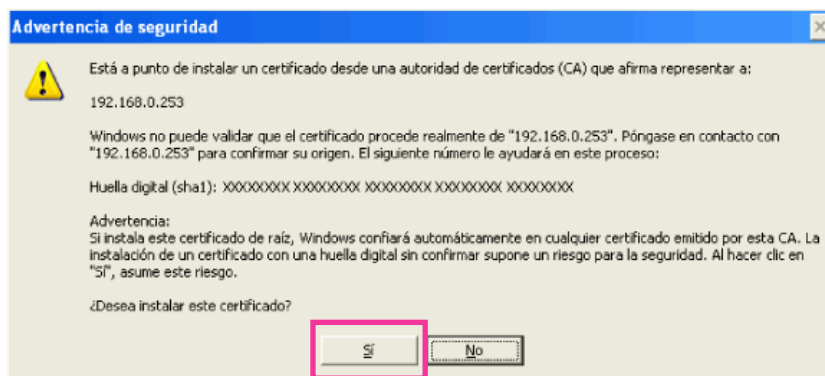 Advertencia de seguridad
Está a punto de instalar un certificado desde una autoridad de certificados (CA) que afirma representar a:
192.168.0.253
Windows no puede validar que el certificado procede realmente de "192.168.0.253". Póngase en contacto con
"192.168.0.253" para confirmar su origen. El siguiente número le ayudará en este proceso:
Huella digital (sha1): XXXXXXXX XXXXXXXX XXXXXXXX XXXXXXXX XXXXXXXX
Advertencia:
Si instala este certificado de raíz, Windows confiará automáticamente en cualquier certificado emitido por esta CA. La
instalación de un certificado con una huella digital sin confirmar supone un riesgo para la seguridad. Al hacer clic en
"Sí", asume este riesgo.
¿Desea instalar este certificado?
Sí No